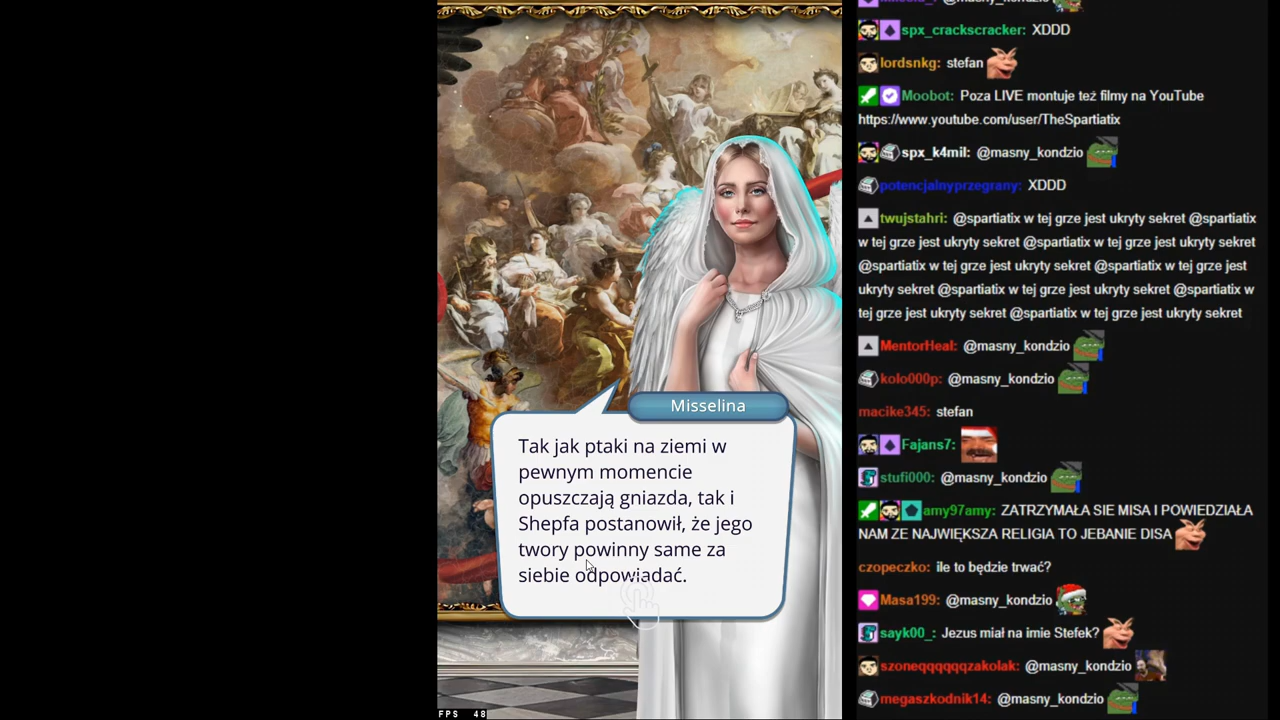 Misselina
Tak jak ptaki na ziemi w
pewnym momencie
opuszczają gniazda, tak i
Shepfa postanowił, że jego
twory powinny same za
siebie odpowiadać.
FPS 48
spx_crackscracker: XDDD
lordsnkg: stefan
Moobot: Poza LIVE montuje też filmy na YouTube
https://www.youtube.com/user/TheSpartiatix
spx_k4mil: @masny_kondzio
potencjalnyprzegrany: XDDD
twujstahri: @spartiatix w tej grze jest ukryty sekret @spartiatix
w tej grze jest ukryty sekret @spartiatix w tej grze jest ukryty sekret
@spartiatix w tej grze jest ukryty sekret @spartiatix w tej grze jest
ukryty sekret @spartiatix w tej grze jest ukryty sekret @spartiatix w
tej grze jest ukryty sekret @spartiatix w tej grze jest ukryty sekret
MentorHeal: @masny_kondzio
kolo000p: @masny_kondzio
macike345: stefan
Fajans7:
stufi000: @masny_kondzio
amy97amy: ZATRZYMAŁA SIE MISA I POWIEDZIAŁA
NAM ZE NAJWIĘKSZA RELIGIA TO JEBANIE DISA
czopeczko: ile to będzie trwać?
Masa199: @masny_kondzio
sayk00_: Jezus miał na imie Stefek?
szoneqqqqqqzakolak: @masny_kondzio
megaszkodnik14: @masny_kondzio